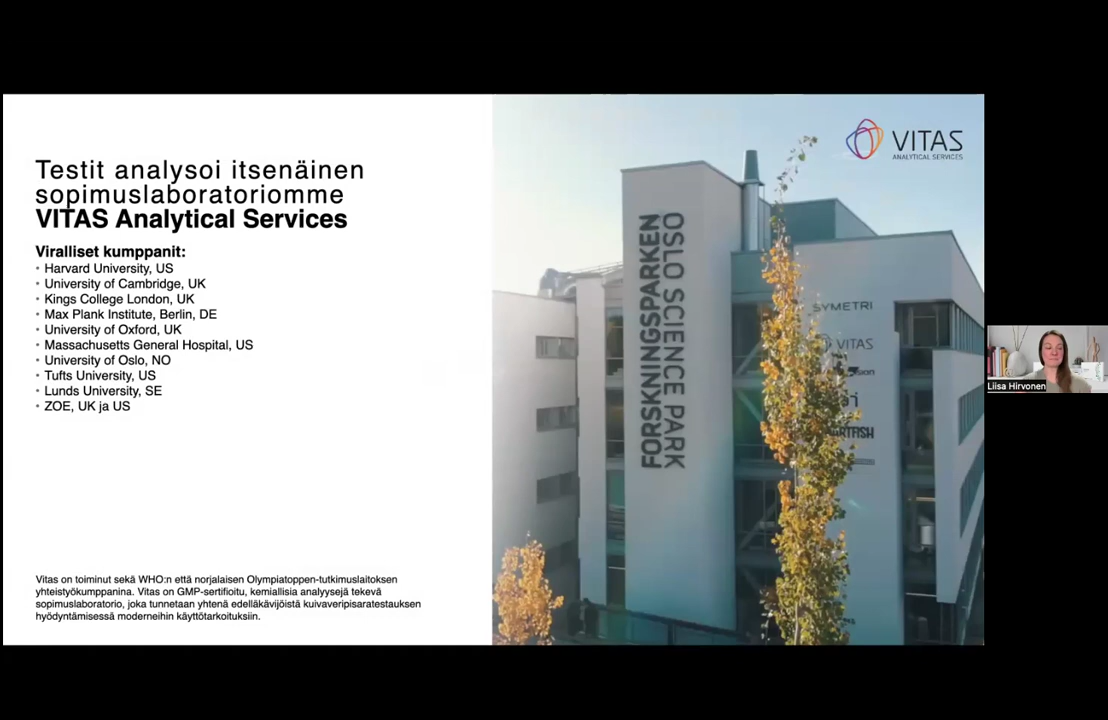 Testit analysoi itsenäinen
sopimuslaboratoriomme
VITAS Analytical Services
Viralliset kumppanit:
• Harvard University, US
• University of Cambridge, UK
• Kings College London, UK
• Max Plank Institute, Berlin, DE
• University of Oxford, UK
• Massachusetts General Hospital, US
• University of Oslo, NO
• Tufts University, US
• Lunds University, SE
• ZOE, UK ja US
Vitas on toiminut sekä WHO:n että norjalaisen Olympiatoppen-tutkimuslaitoksen
yhteistyökumppanina. Vitas on GMP-sertifioitu, kemiallisia analyysejä tekevä
sopimuslaboratorio, joka tunnetaan yhtenä edelläkävijöistä kuivaveripisaratestauksen
hyödyntämisessä moderneihin käyttötarkoituksiin.
VITAS
ANALYTICAL SERVICES
FORSKNINGSPARKEN
OSLO SCIENCE PARK
SYMETRI
VITAS
Liisa Hirvonen